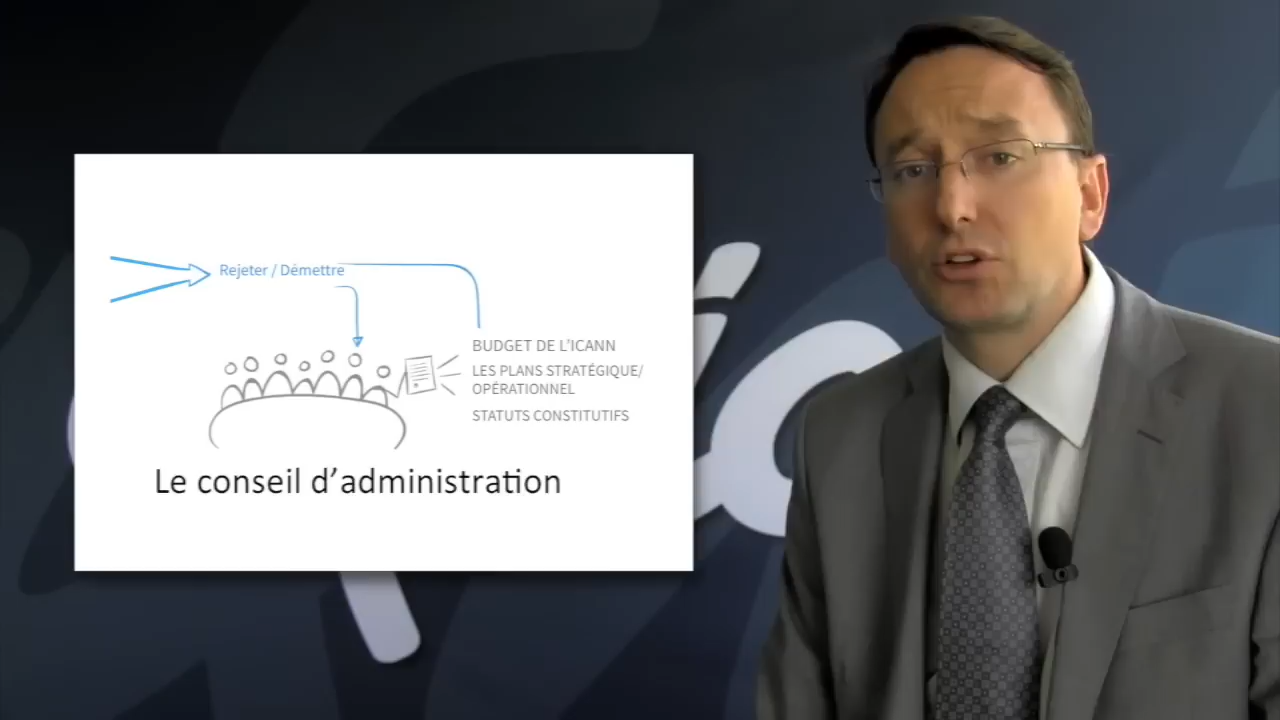 Rejeter / Démettre
BUDGET DE L'ICANN
LES PLANS STRATÉGIQUE/
OPÉRATIONNEL
STATUTS CONSTITUTIFS
Le conseil d'administration